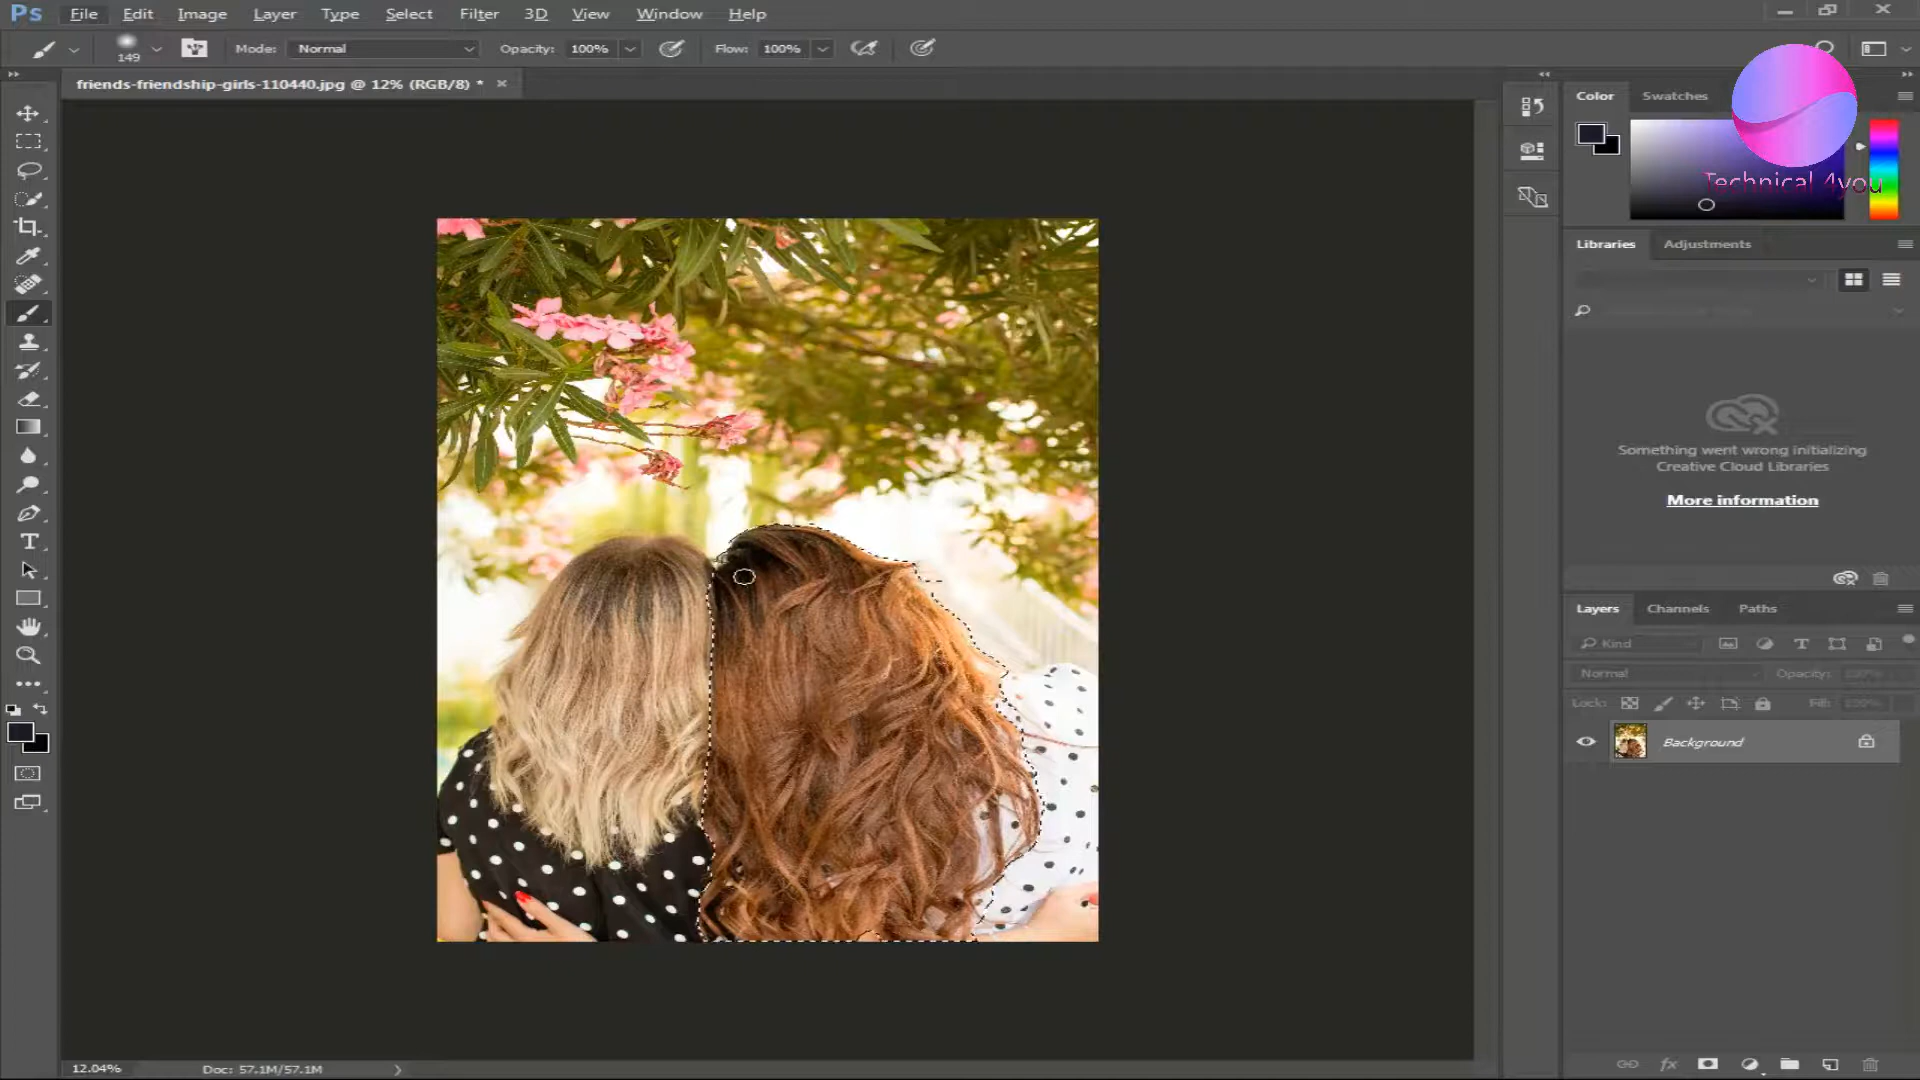 Ps File Edit Image Layer Type Select Filter 3D View Window Help
149 Mode: Normal Opacity: 100% Flow: 100%
friends-friendship-girls-110440.jpg @ 12% (RGB/8) *
Color Swatches
Technical 4you
Libraries Adjustments
Something went wrong initializing
Creative Cloud Libraries
More information
Layers Channels Paths
Kind
Normal Opacity: 100%
Lock: Fill: 100%
Background
fx
12.04% Doc: 57.1M/57.1M